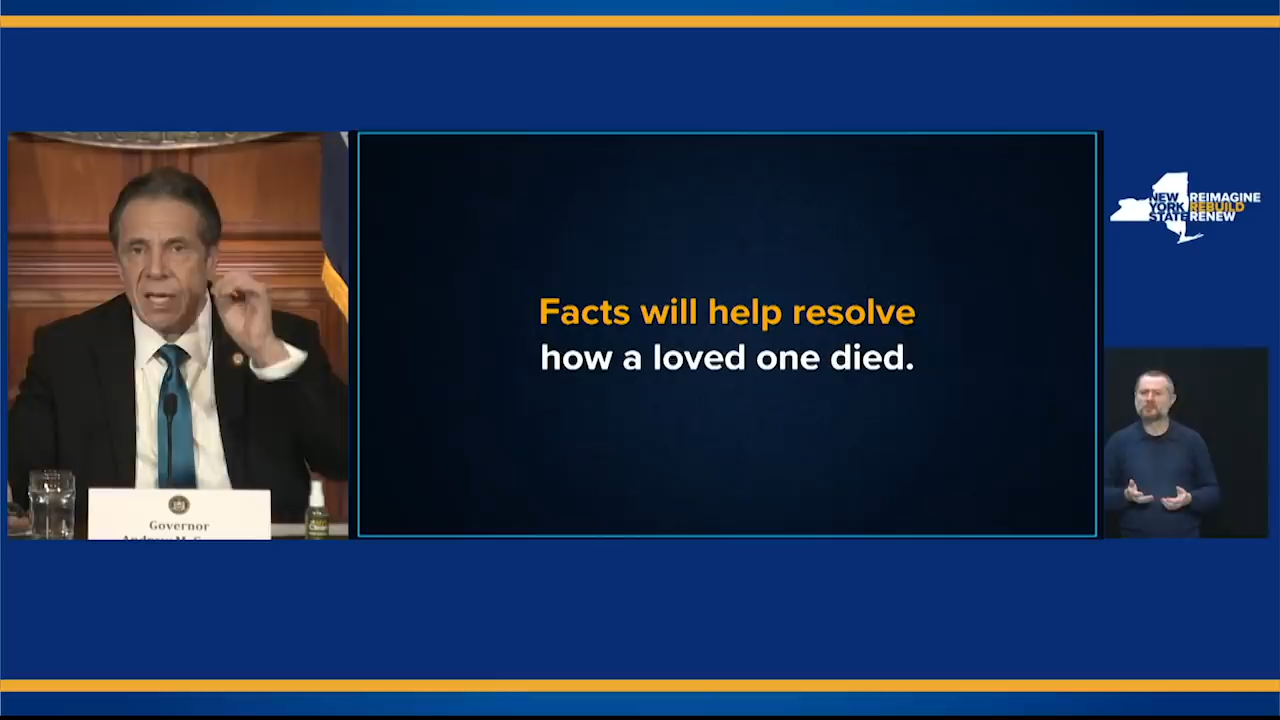 Facts will help resolve
how a loved one died.
NEW
YORK
STATE
REIMAGINE
REBUILD
RENEW
Governor